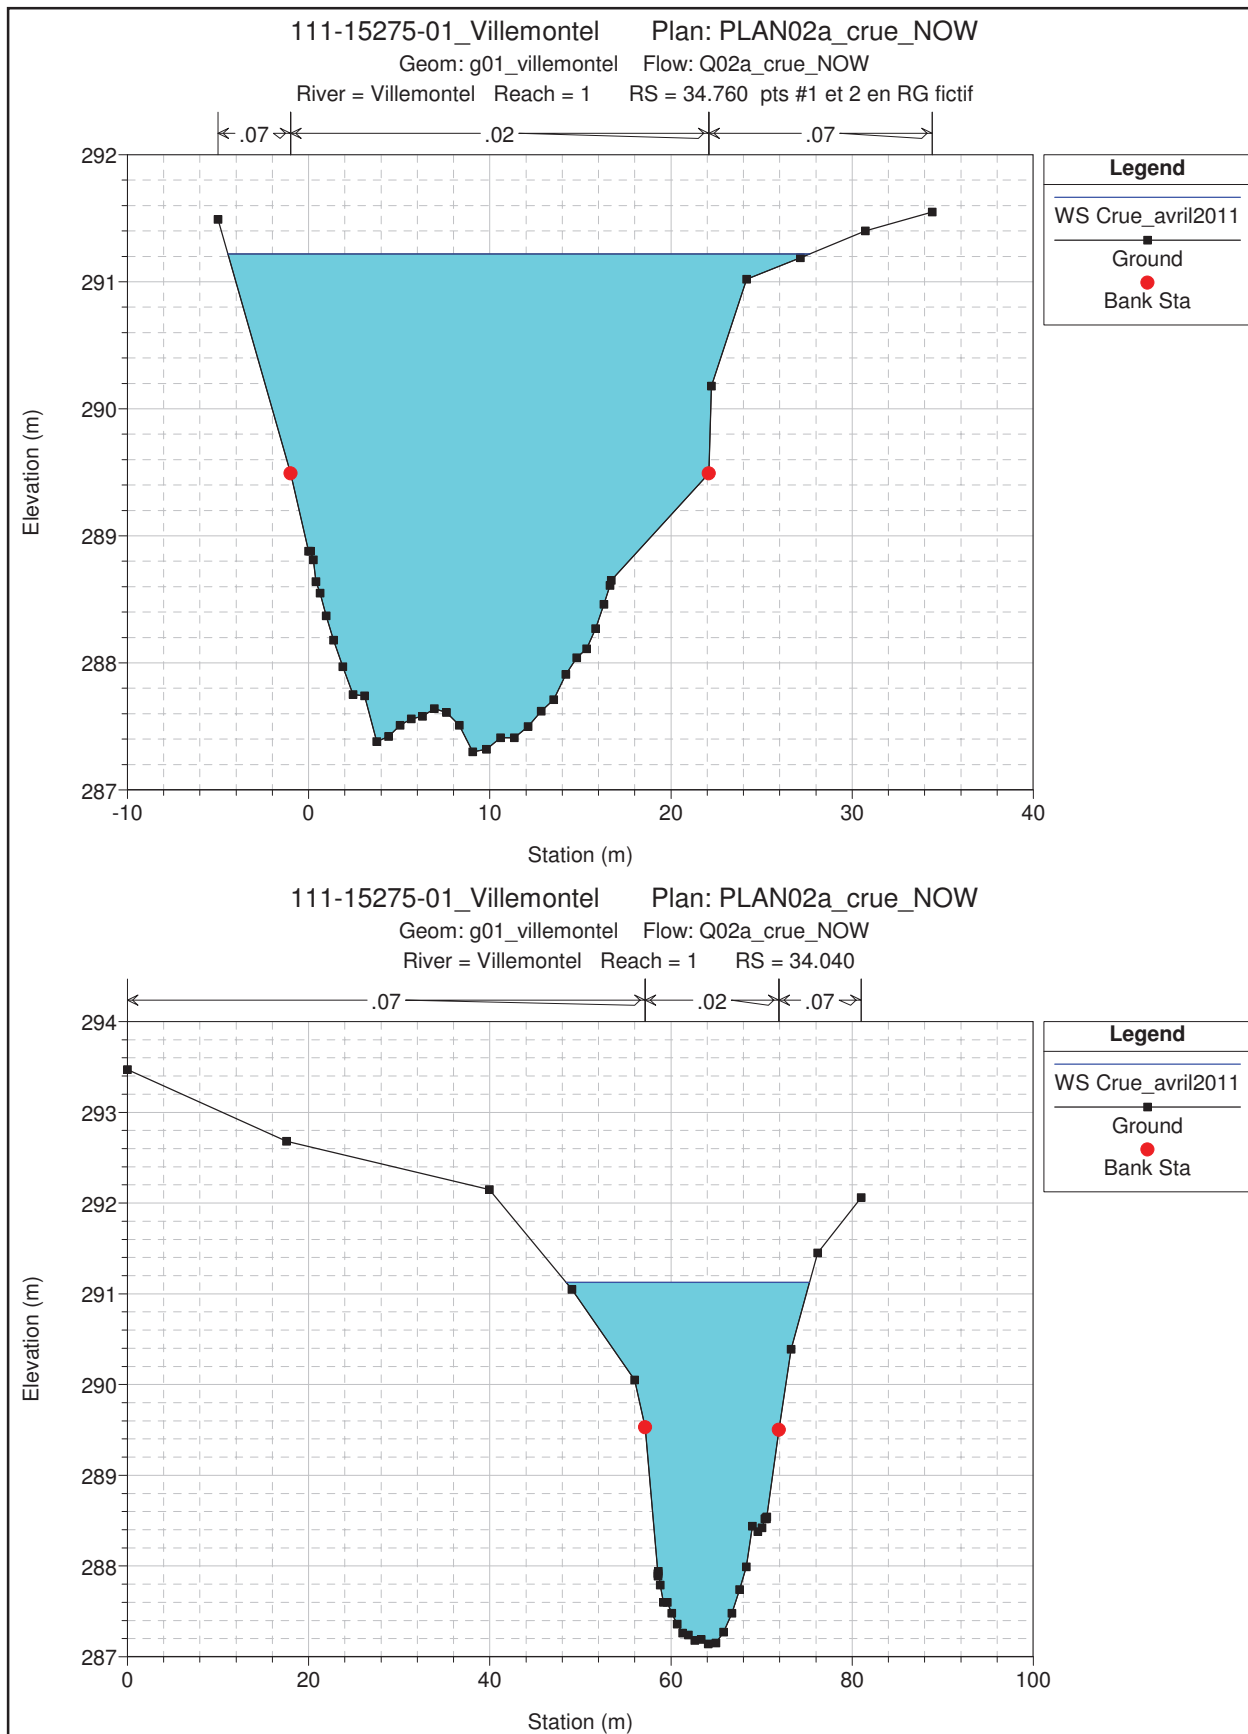 111-15275-01_Villemontel Plan: PLAN02a_crue_NOW
Geom: g01_villemontel Flow: Q02a_crue_NOW
River = Villemontel Reach = 1 RS = 34.760 pts #1 et 2 en RG fictif
.07 .02 .07
292
291
290
289
288
287
Elevation (m)
-10 0 10 20 30 40
Station (m)
Legend
WS Crue_avril2011
Ground
Bank Sta
111-15275-01_Villemontel Plan: PLAN02a_crue_NOW
Geom: g01_villemontel Flow: Q02a_crue_NOW
River = Villemontel Reach = 1 RS = 34.040
.07 .02 .07
294
293
292
291
290
289
288
287
Elevation (m)
0 20 40 60 80 100
Station (m)
Legend
WS Crue_avril2011
Ground
Bank Sta